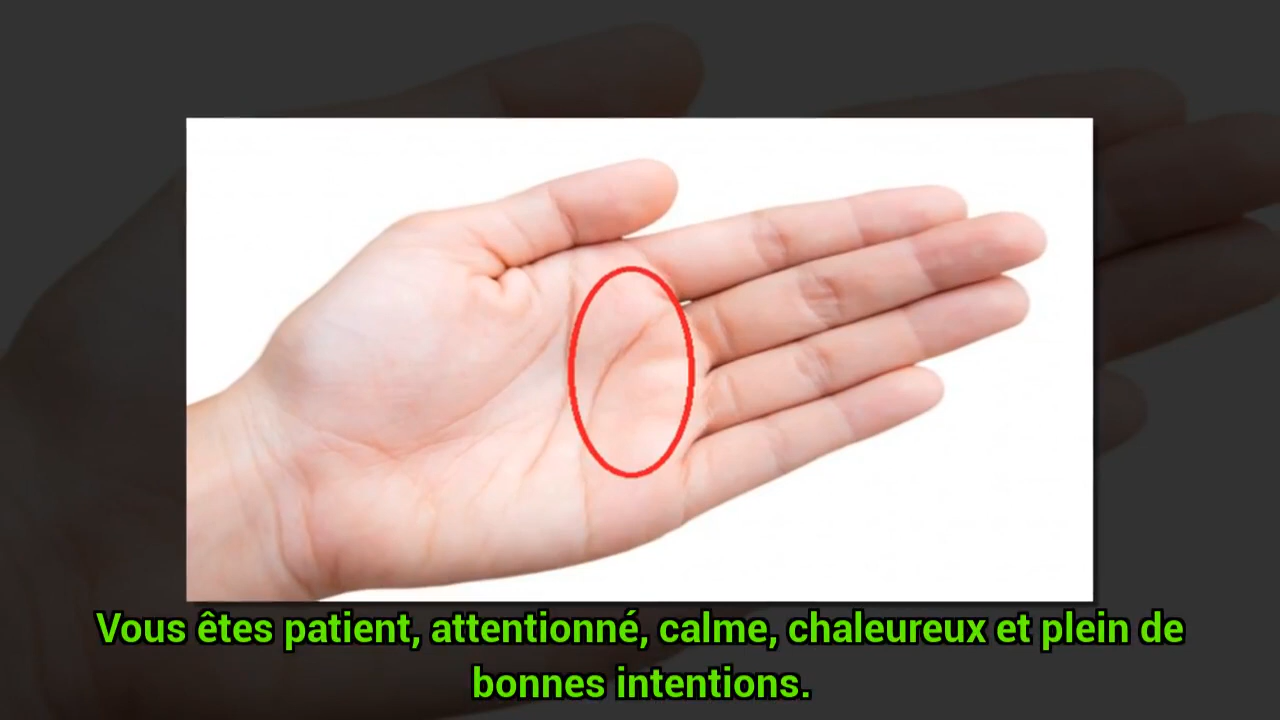 Vous êtes patient, attentionné, calme, chaleureux et plein de
bonnes intentions.